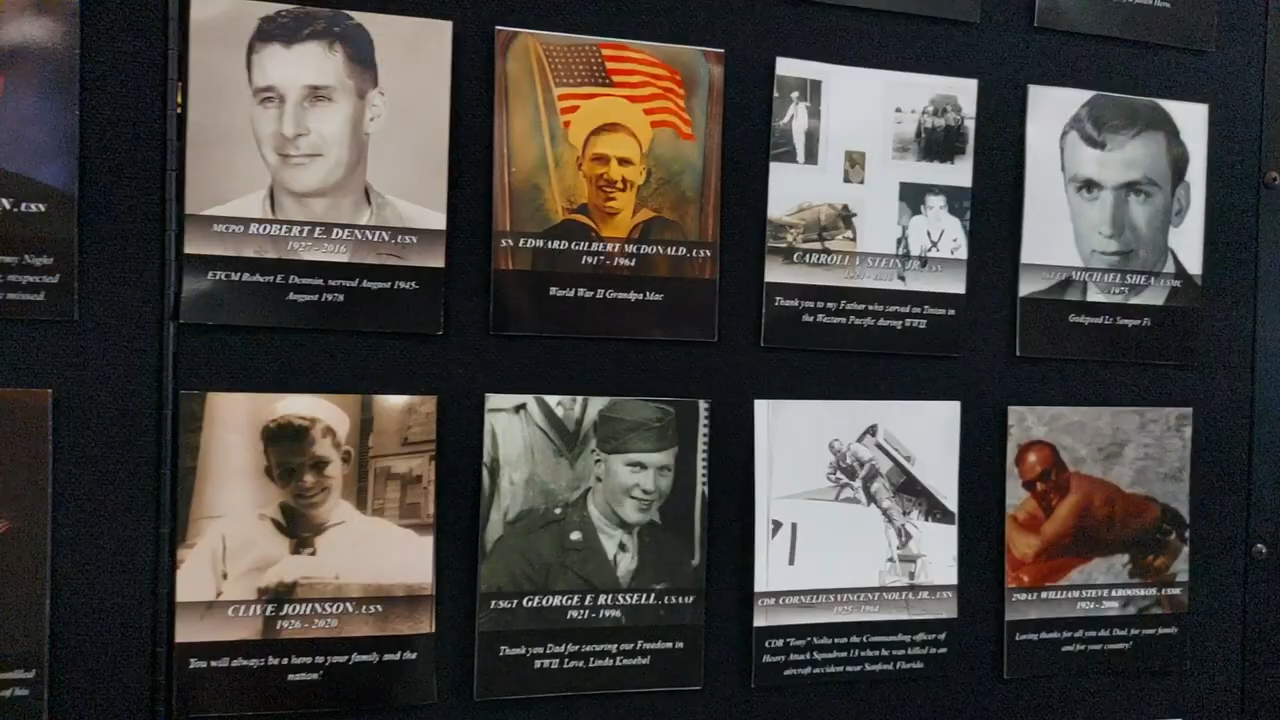 N, USN
Night
respected
missed.
MCPO ROBERT E. DENNIN, USN
1927 - 2016
ETCM Robert E. Dennin, served August 1945-
August 1978
SN EDWARD GILBERT MCDONALD, USN
1917 - 1964
World War II Grandpa Mac
CARROLL V STEIN JR, USN
Thank you to my Father who served on Tinian in
the Western Pacific during WWII
MICHAEL SHEA, USMC
1975
Godspeed Lt. Semper Fi
CLIVE JOHNSON, USN
1926 - 2020
You will always be a hero to your family and the
nation!
T/SGT GEORGE E RUSSELL, USAAF
1921 - 1996
Thank you Dad for securing our Freedom in
WWII. Love, Linda Knoebel
CDR CORNELIUS VINCENT NOLTA, JR., USN
1925 - 1964
CDR "Tony" Nolta was the Commanding officer of
Heavy Attack Squadron 13 when he was killed in an
aircraft accident near Sanford, Florida.
2ND LT WILLIAM STEVE KROOSKOS, USMC
1924 - 2006
Loving thanks for all you did, Dad, for your family
and for your country!